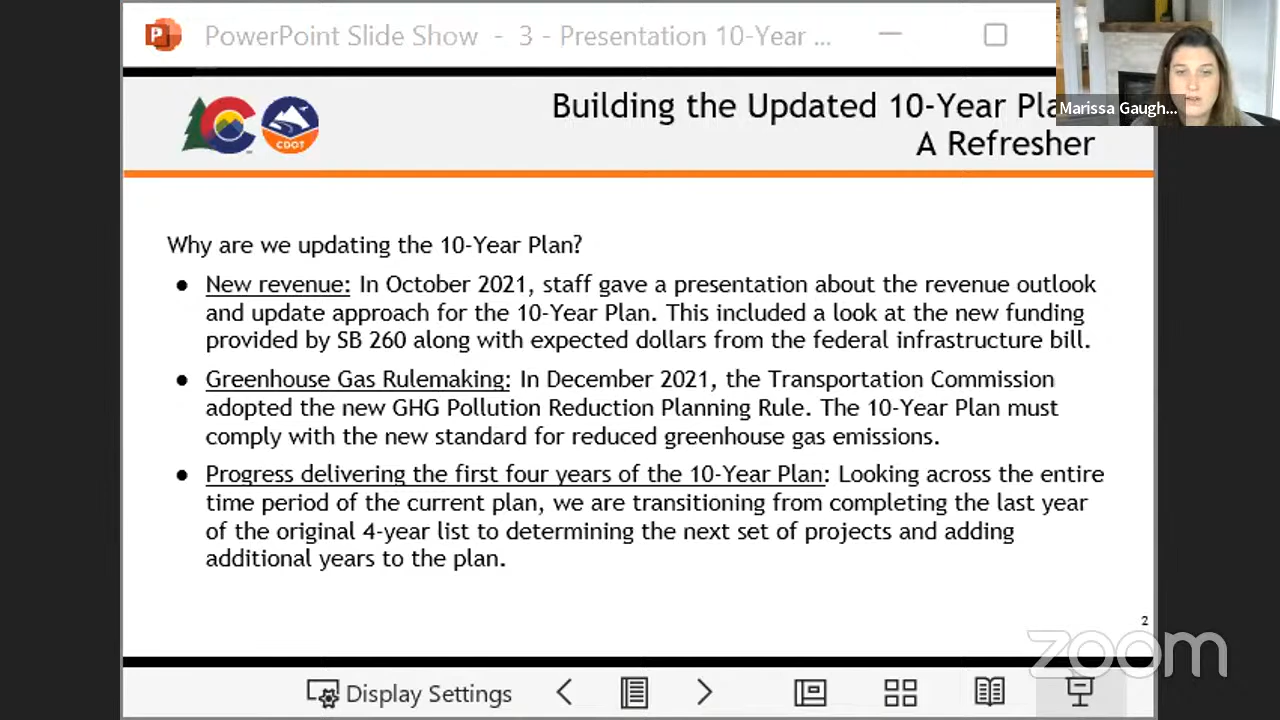 PowerPoint Slide Show - 3 - Presentation 10-Year ...
Marissa Gaugh...
CDOT
Building the Updated 10-Year Pla
A Refresher
Why are we updating the 10-Year Plan?
● New revenue: In October 2021, staff gave a presentation about the revenue outlook
and update approach for the 10-Year Plan. This included a look at the new funding
provided by SB 260 along with expected dollars from the federal infrastructure bill.
● Greenhouse Gas Rulemaking: In December 2021, the Transportation Commission
adopted the new GHG Pollution Reduction Planning Rule. The 10-Year Plan must
comply with the new standard for reduced greenhouse gas emissions.
● Progress delivering the first four years of the 10-Year Plan: Looking across the entire
time period of the current plan, we are transitioning from completing the last year
of the original 4-year list to determining the next set of projects and adding
additional years to the plan.
2
zoom
Display Settings